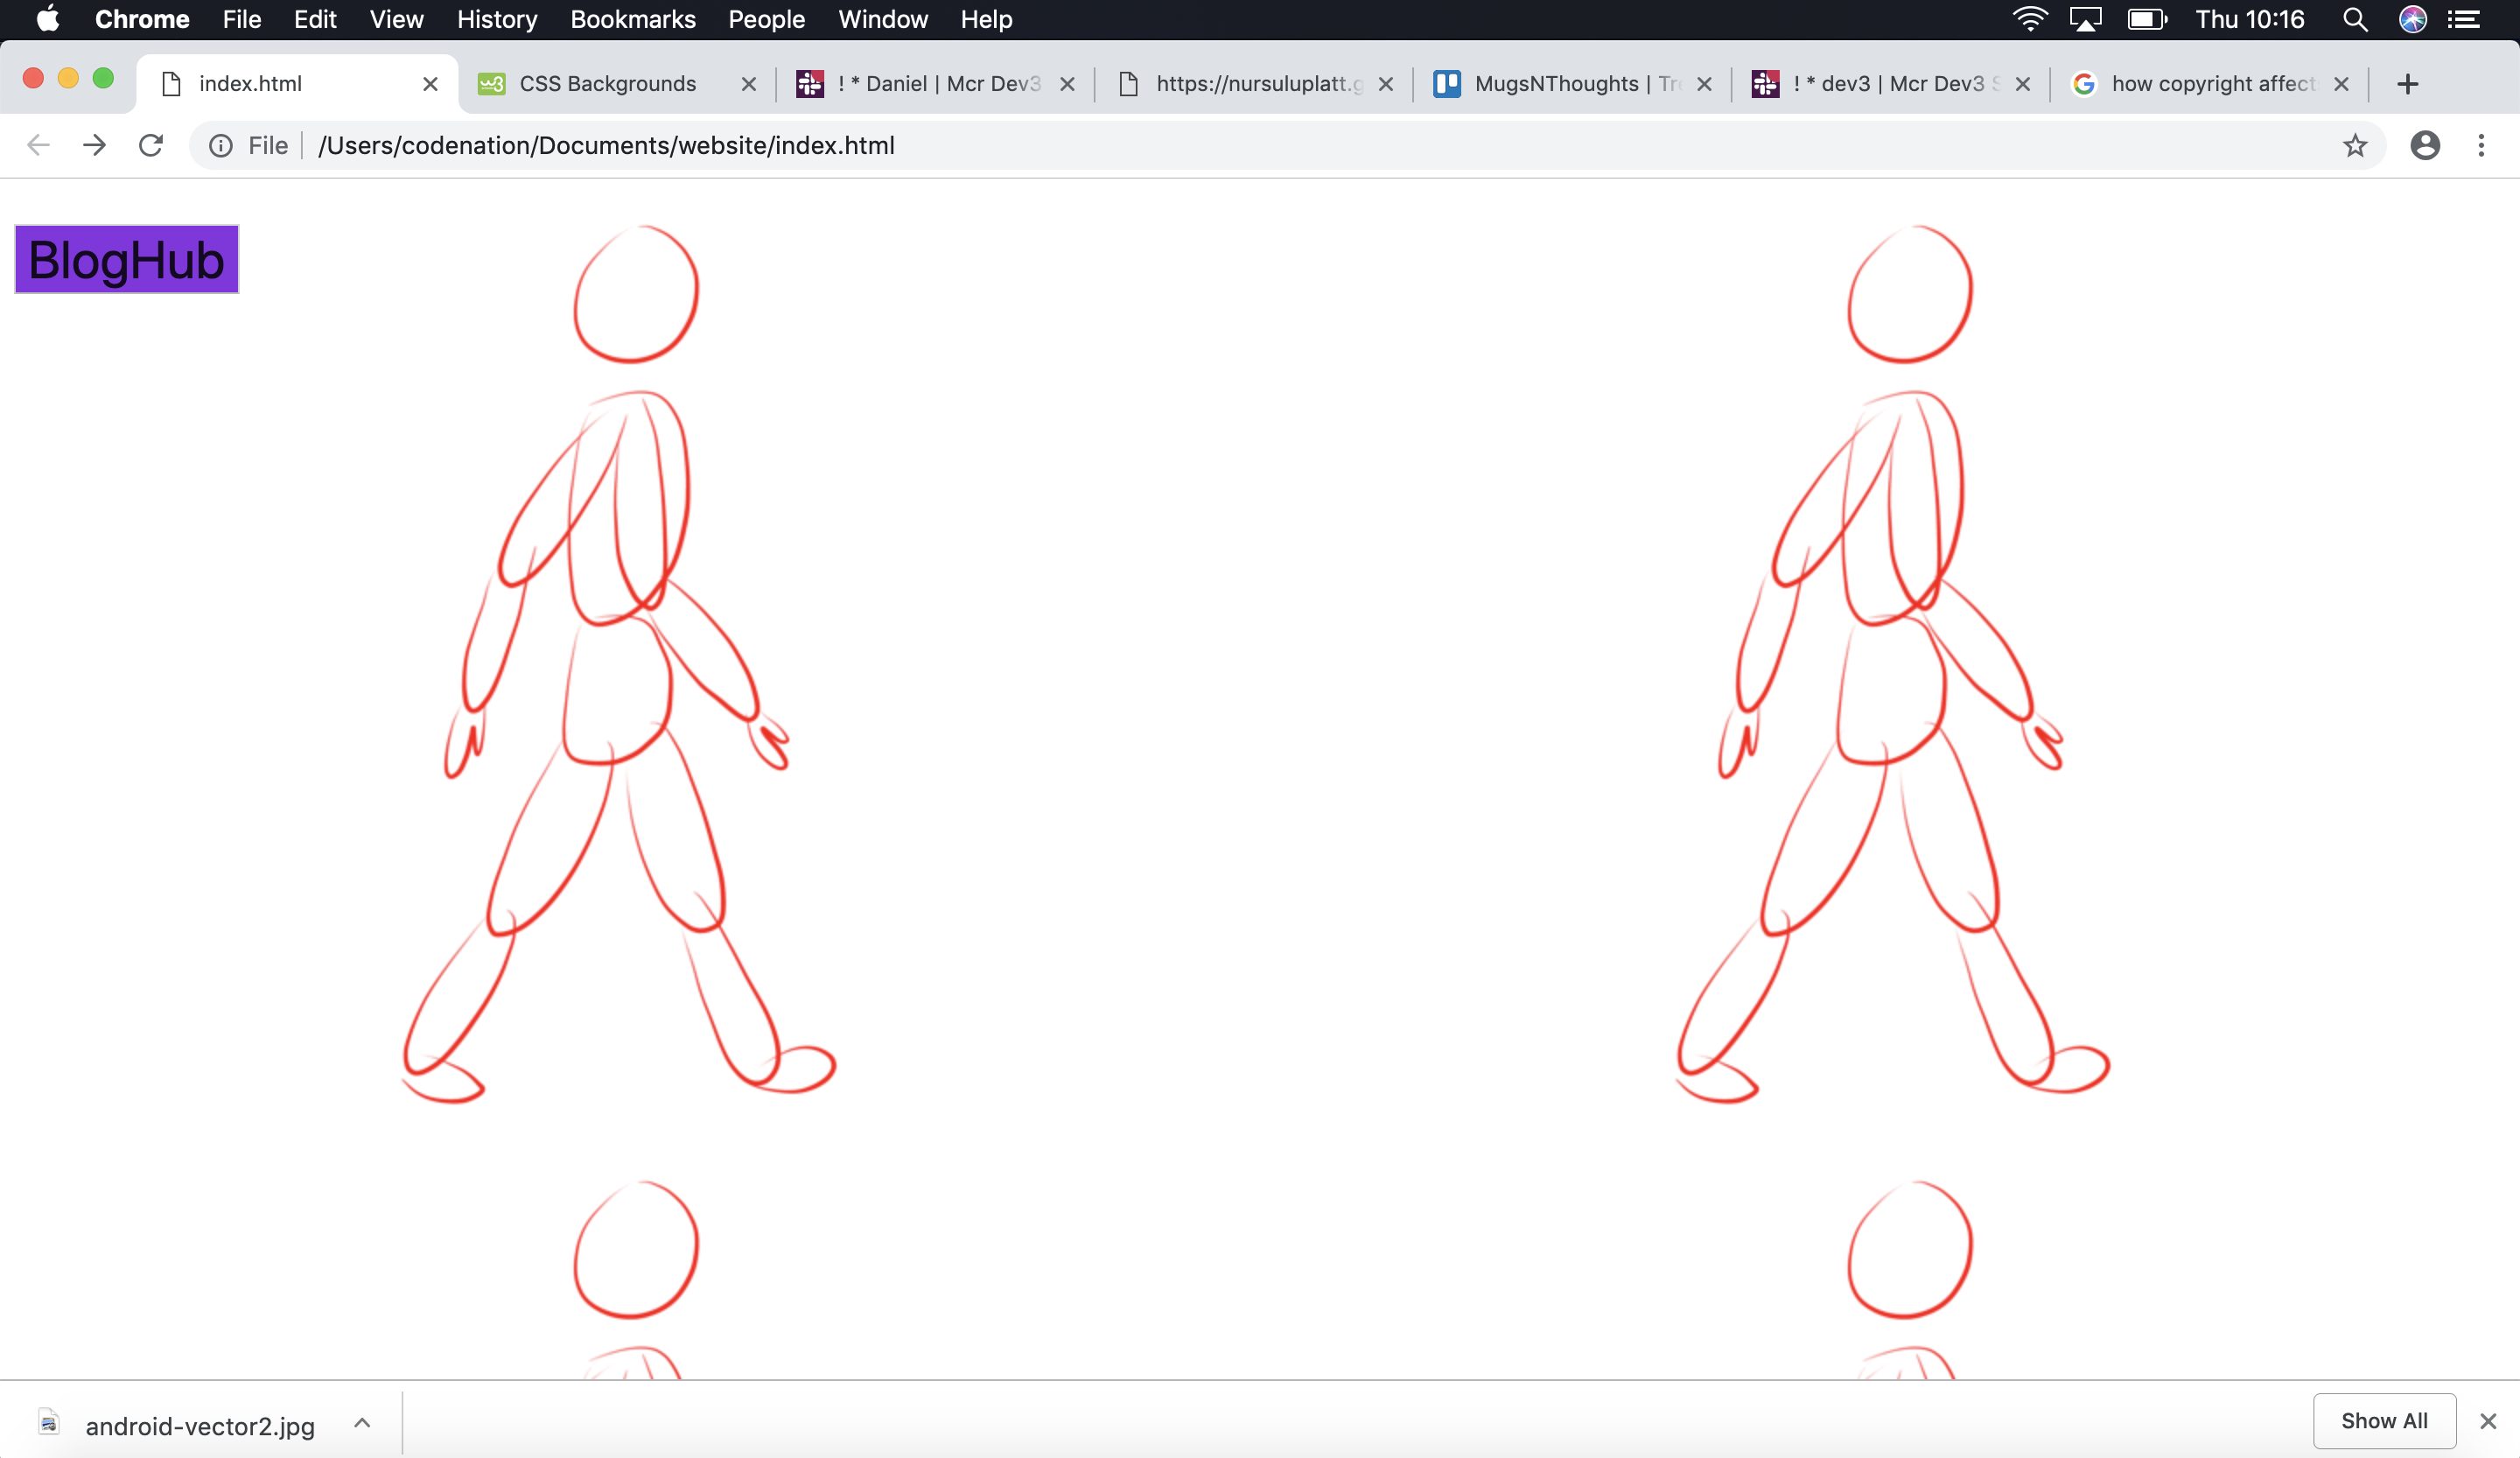 Chrome File Edit View History Bookmarks People Window Help Thu 10:16
index.html CSS Backgrounds ! * Daniel | Mcr Dev3 https://nursuluplatt.g MugsNThoughts | Tr ! * dev3 | Mcr Dev3 S how copyright affect
File /Users/codenation/Documents/website/index.html
BlogHub
android-vector2.jpg Show All